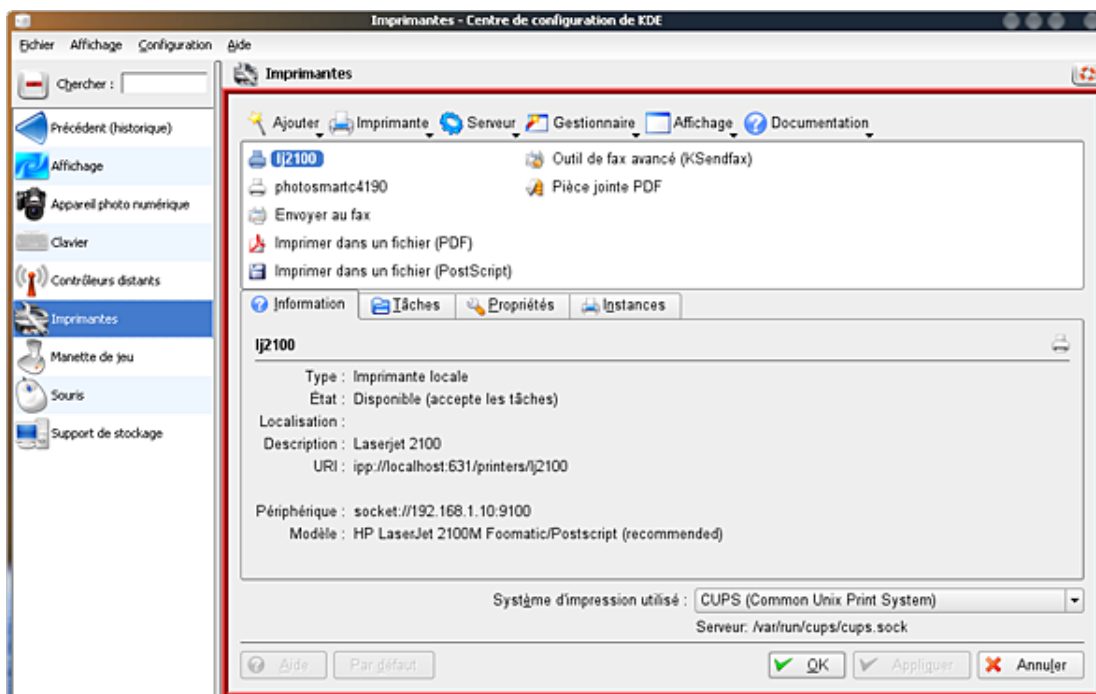 Imprimantes - Centre de configuration de KDE
Fichier Affichage Configuration Aide
Chercher :
Précédent (historique)
Affichage
Appareil photo numérique
Clavier
Contrôleurs distants
Imprimantes
Manette de jeu
Souris
Support de stockage
Imprimantes
Ajouter Imprimante Serveur Gestionnaire Affichage Documentation
lj2100
photosmartc4190
Envoyer au fax
Imprimer dans un fichier (PDF)
Imprimer dans un fichier (PostScript)
Outil de fax avancé (KSendfax)
Pièce jointe PDF
Information Tâches Propriétés Instances
lj2100
Type : Imprimante locale
État : Disponible (accepte les tâches)
Localisation :
Description : Laserjet 2100
URI : ipp://localhost:631/printers/lj2100
Périphérique : socket://192.168.1.10:9100
Modèle : HP LaserJet 2100M Foomatic/Postscript (recommended)
Système d'impression utilisé : CUPS (Common Unix Print System)
Serveur: /var/run/cups/cups.sock
Aide Par défaut OK Appliquer Annuler